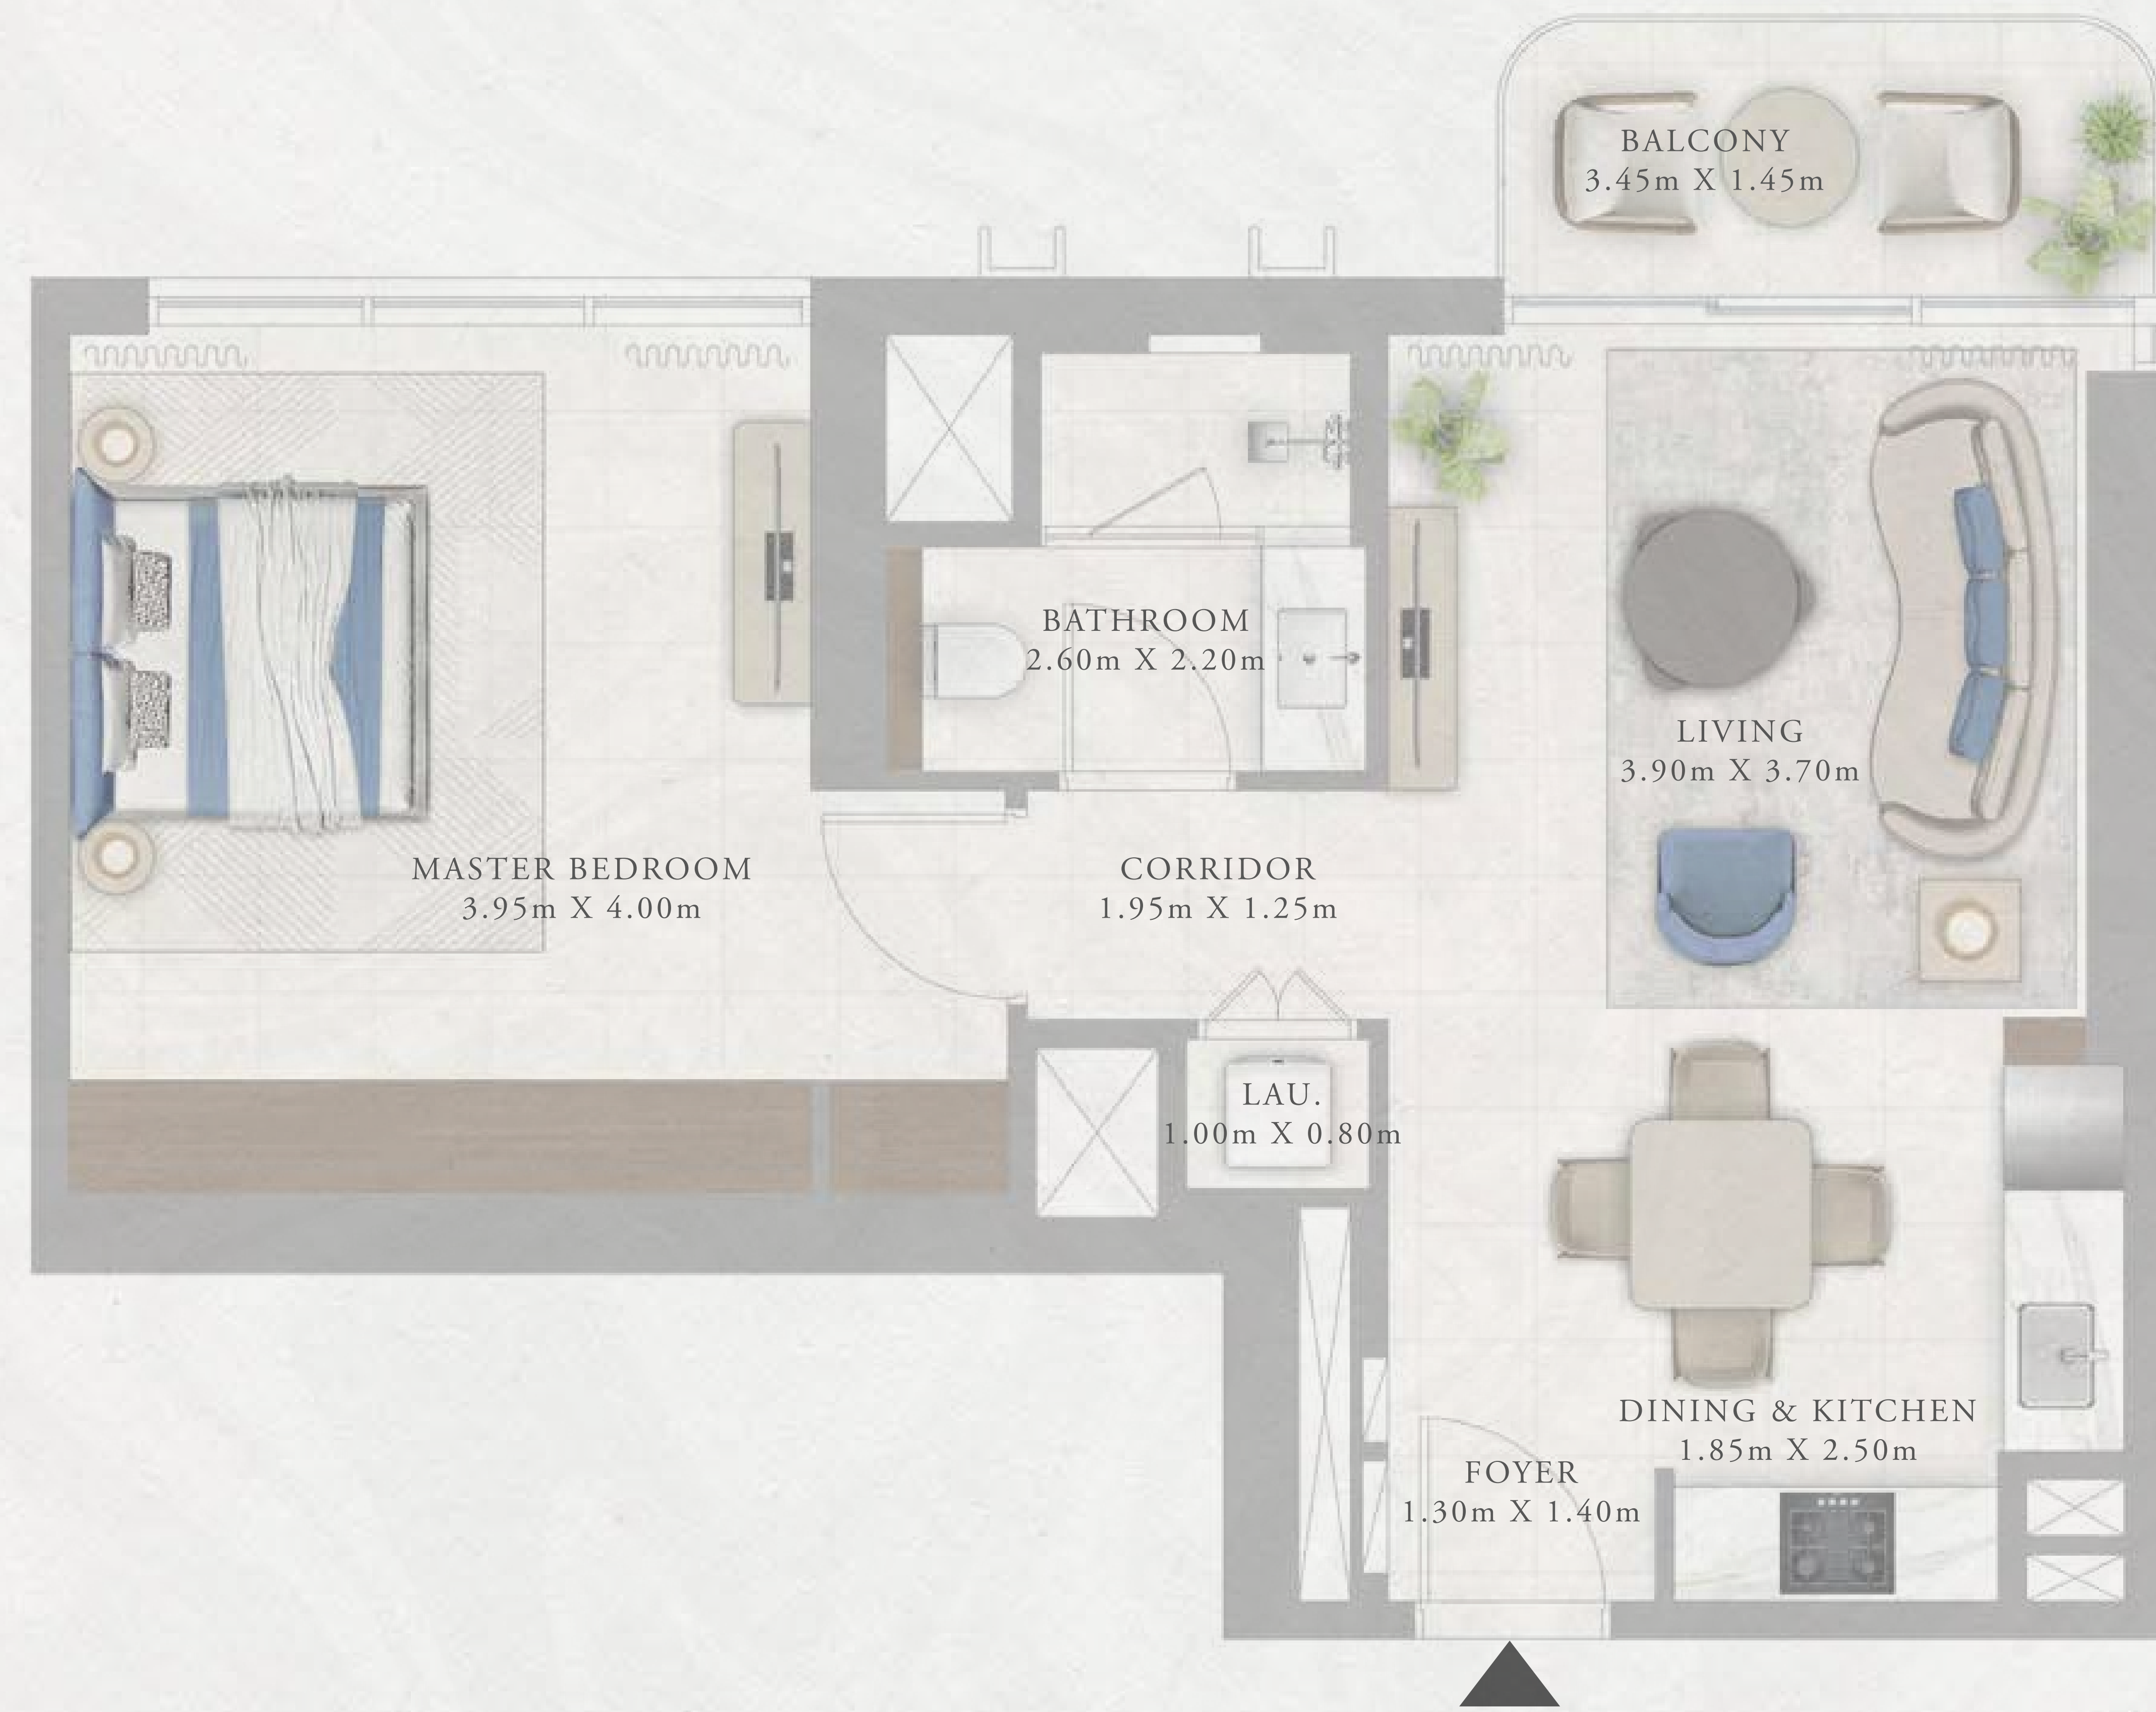 BALCONY
3.45m X 1.45m
BATHROOM
2.60m X 2.20m
LIVING
3.90m X 3.70m
MASTER BEDROOM
3.95m X 4.00m
CORRIDOR
1.95m X 1.25m
LAU.
1.00m X 0.80m
DINING & KITCHEN
1.85m X 2.50m
FOYER
1.30m X 1.40m